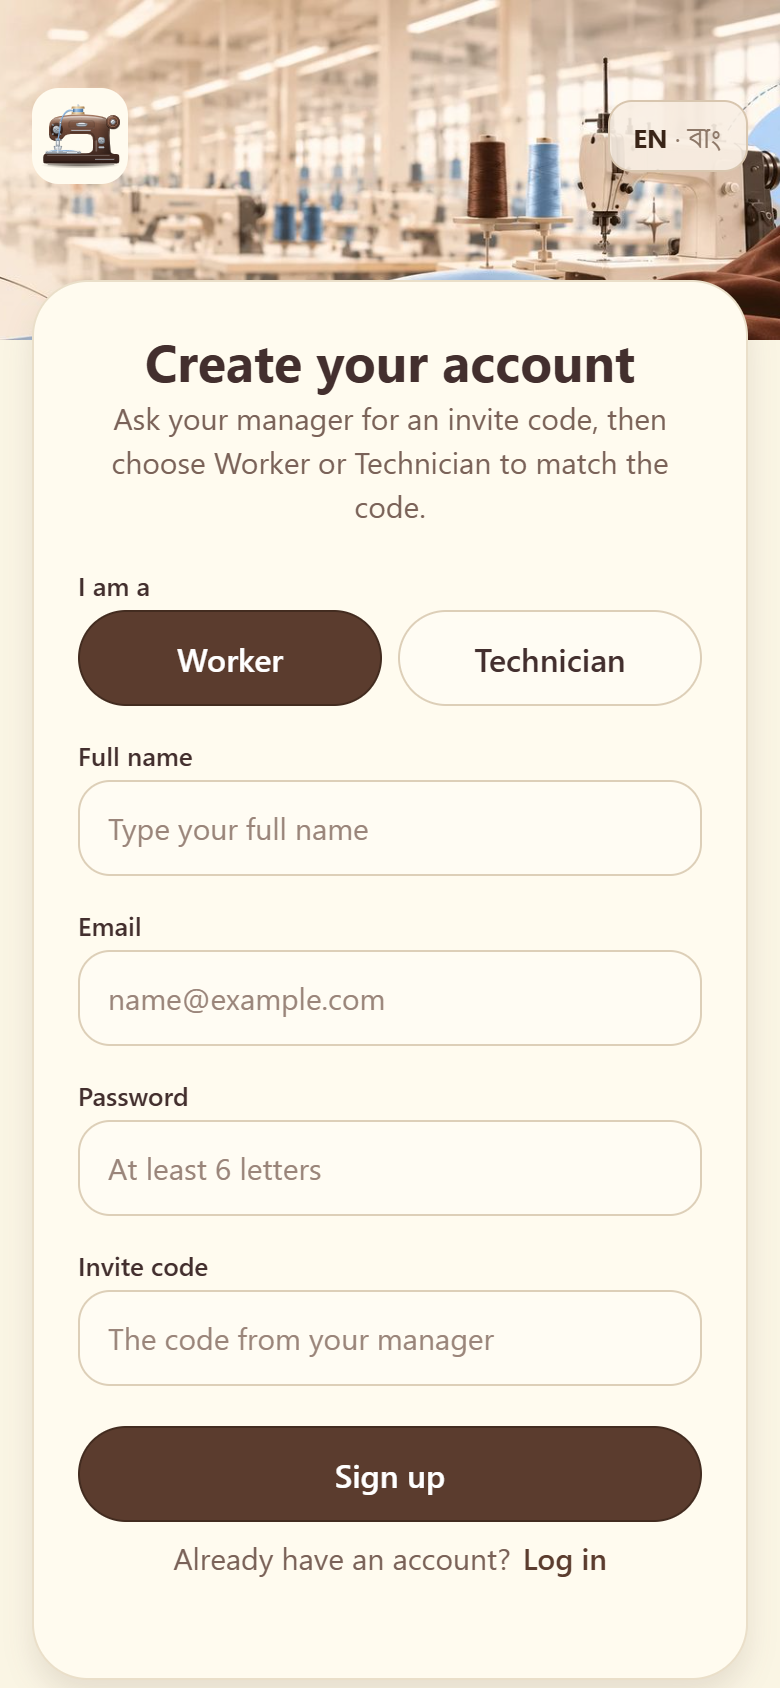 EN · বাং
Create your account
Ask your manager for an invite code, then
choose Worker or Technician to match the
code.
I am a
Worker
Technician
Full name
Type your full name
Email
name@example.com
Password
At least 6 letters
Invite code
The code from your manager
Sign up
Already have an account? Log in